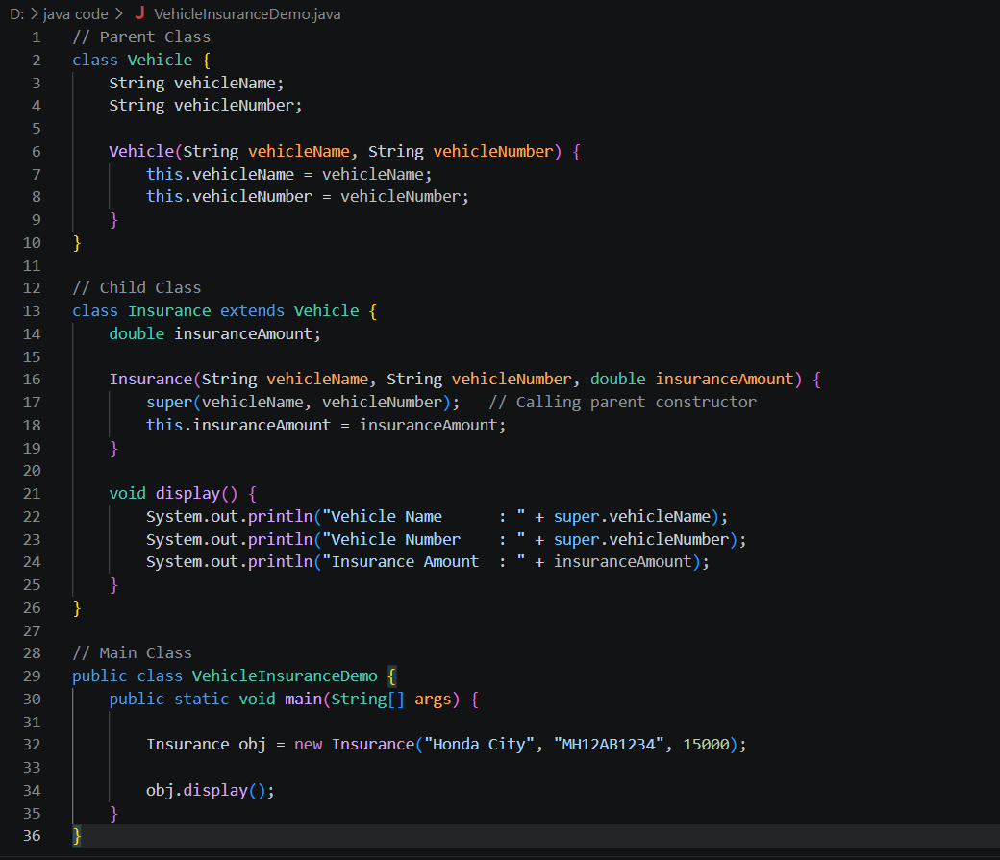 D: > java code > J VehicleInsuranceDemo.java
1 // Parent Class
2 class Vehicle {
3     String vehicleName;
4     String vehicleNumber;
5
6     Vehicle(String vehicleName, String vehicleNumber) {
7         this.vehicleName = vehicleName;
8         this.vehicleNumber = vehicleNumber;
9     }
10 }
11
12 // Child Class
13 class Insurance extends Vehicle {
14     double insuranceAmount;
15
16     Insurance(String vehicleName, String vehicleNumber, double insuranceAmount) {
17         super(vehicleName, vehicleNumber);   // Calling parent constructor
18         this.insuranceAmount = insuranceAmount;
19     }
20
21     void display() {
22         System.out.println("Vehicle Name      : " + super.vehicleName);
23         System.out.println("Vehicle Number    : " + super.vehicleNumber);
24         System.out.println("Insurance Amount  : " + insuranceAmount);
25     }
26 }
27
28 // Main Class
29 public class VehicleInsuranceDemo {
30     public static void main(String[] args) {
31
32         Insurance obj = new Insurance("Honda City", "MH12AB1234", 15000);
33
34         obj.display();
35     }
36 }